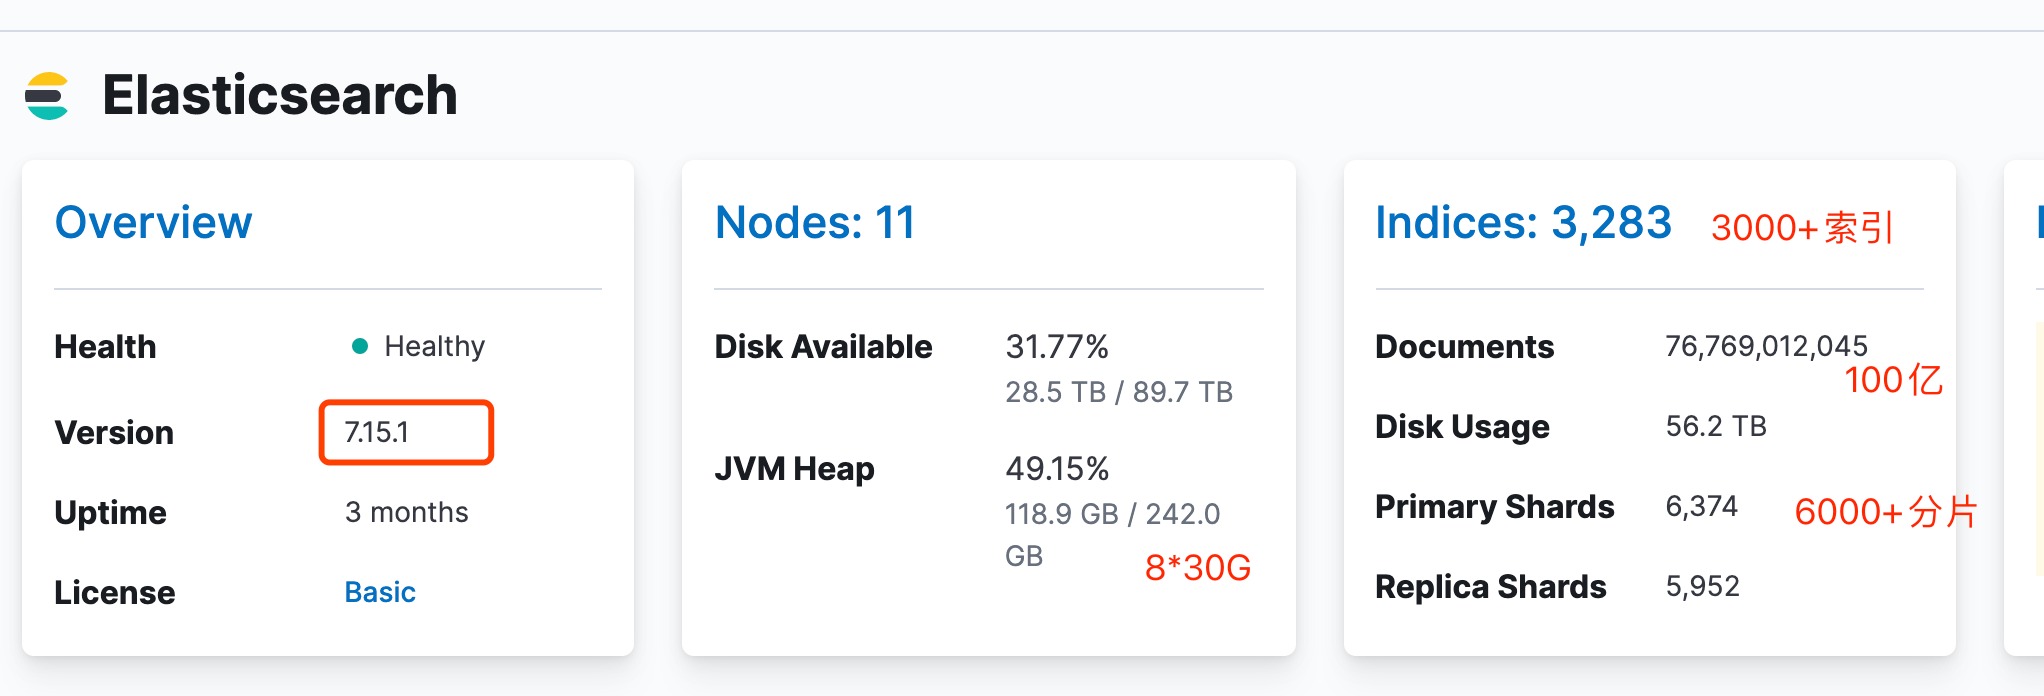 Elasticsearch
Overview
Health Healthy
Version 7.15.1
Uptime 3 months
License Basic
Nodes: 11
Disk Available 31.77%
28.5 TB / 89.7 TB
JVM Heap 49.15%
118.9 GB / 242.0
GB
8*30G
Indices: 3,283 3000+索引
Documents 76,769,012,045
100亿
Disk Usage 56.2 TB
Primary Shards 6,374 6000+分片
Replica Shards 5,952